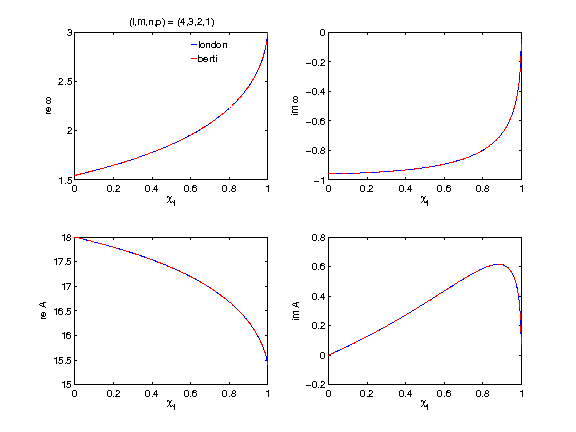 (l,m,n,p) = (4,3,2,1)
3
2.5
2
1.5
re ω
london
berti
0 0.2 0.4 0.6 0.8 1
χf
0
−0.2
−0.4
−0.6
−0.8
−1
im ω
0 0.2 0.4 0.6 0.8 1
χf
18
17.5
17
16.5
16
15.5
15
re A
0 0.2 0.4 0.6 0.8 1
χf
0.8
0.6
0.4
0.2
0
−0.2
im A
0 0.2 0.4 0.6 0.8 1
χf